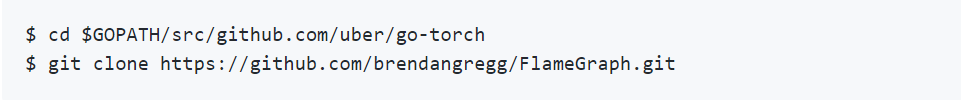 $ cd $GOPATH/src/github.com/uber/go-torch
$ git clone https://github.com/brendangregg/FlameGraph.git